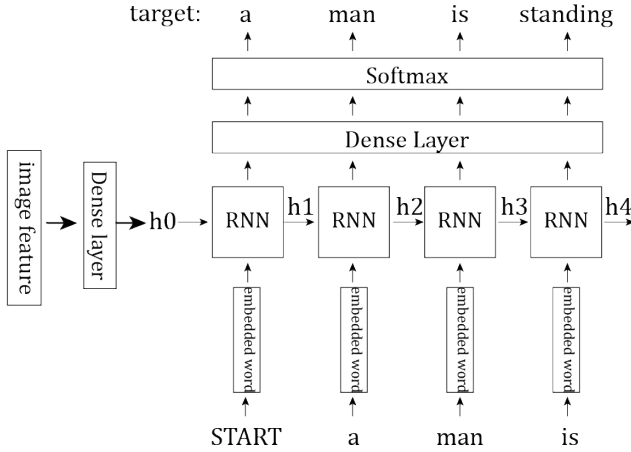 target: a man is standing
Softmax
Dense Layer
image feature
Dense layer
h0 RNN h1 RNN h2 RNN h3 RNN h4
embedded word embedded word embedded word embedded word
START a man is